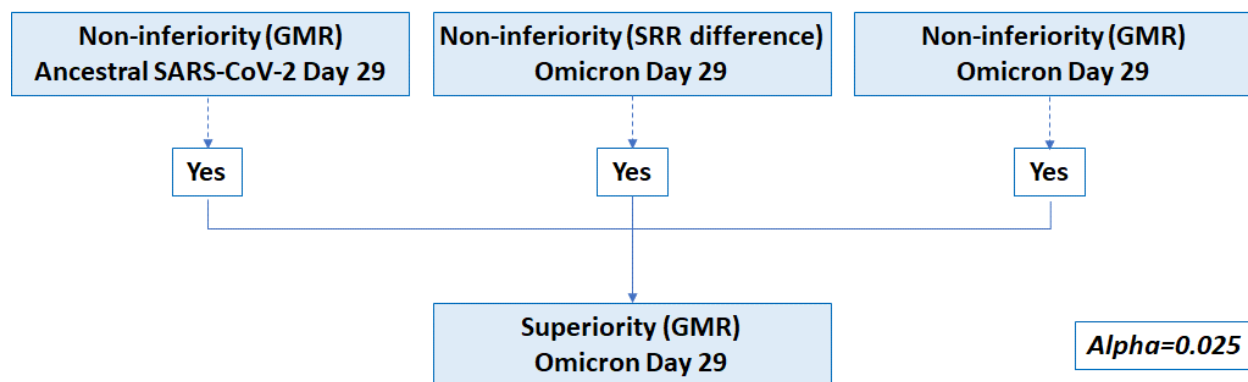 Non-inferiority (GMR)
Ancestral SARS-CoV-2 Day 29
Non-inferiority (SRR difference)
Omicron Day 29
Non-inferiority (GMR)
Omicron Day 29
Yes
Yes
Yes
Superiority (GMR)
Omicron Day 29
Alpha=0.025